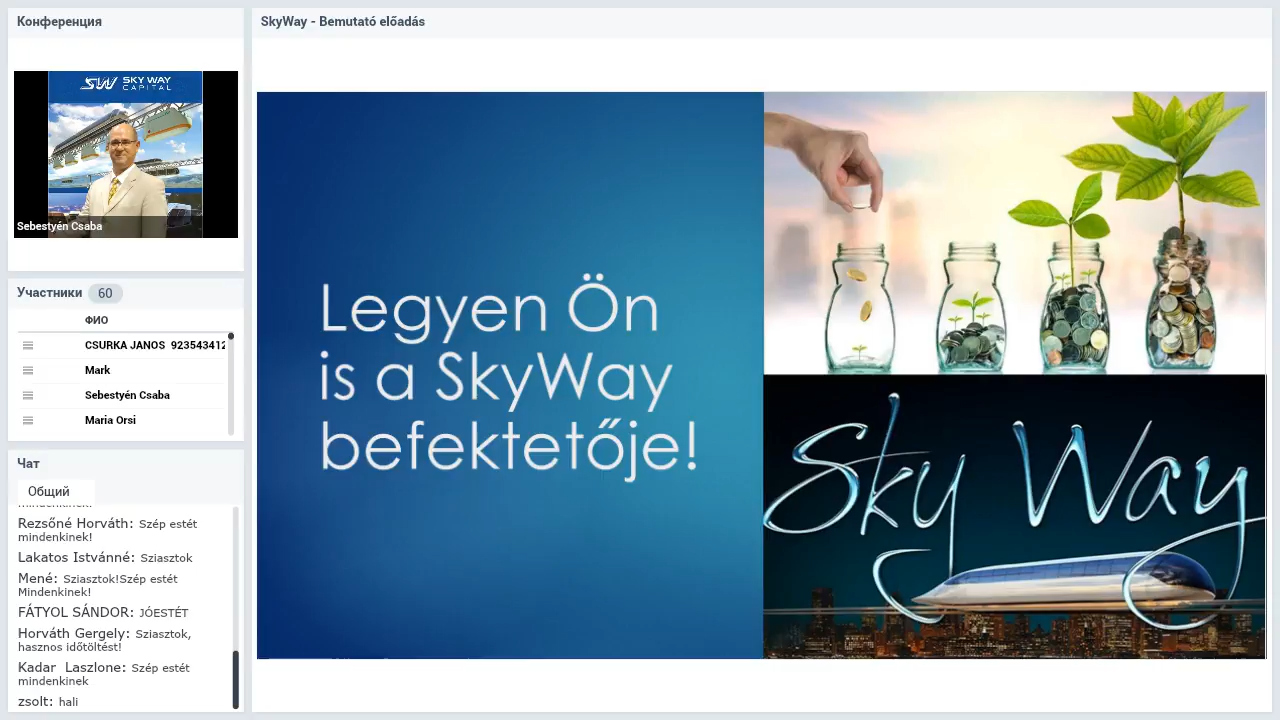 Конференция
SKY WAY
CAPITAL
Sebestyén Csaba
Участники 60
ФИО
CSURKA JANOS 923543412
Mark
Sebestyén Csaba
Maria Orsi
Чат
Общий
mindenkinek!
Rezsőné Horváth: Szép estét
mindenkinek!
Lakatos Istvánné: Sziasztok
Mené: Sziasztok!Szép estét
Mindenkinek!
FÁTYOL SÁNDOR: JÓESTÉT
Horváth Gergely: Sziasztok,
hasznos időtöltést!
Kadar Laszlone: Szép estét
mindenkinek
zsolt: hali
SkyWay - Bemutató előadás
Legyen Ön
is a SkyWay
befektetője!
Sky Way